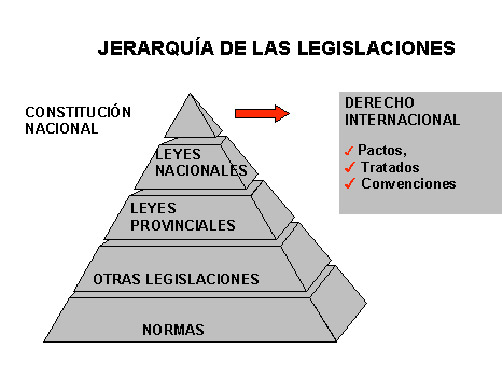 JERARQUÍA DE LAS LEGISLACIONES
CONSTITUCIÓN
NACIONAL
DERECHO
INTERNACIONAL
✓ Pactos,
✓ Tratados
✓ Convenciones
LEYES
NACIONALES
LEYES
PROVINCIALES
OTRAS LEGISLACIONES
NORMAS